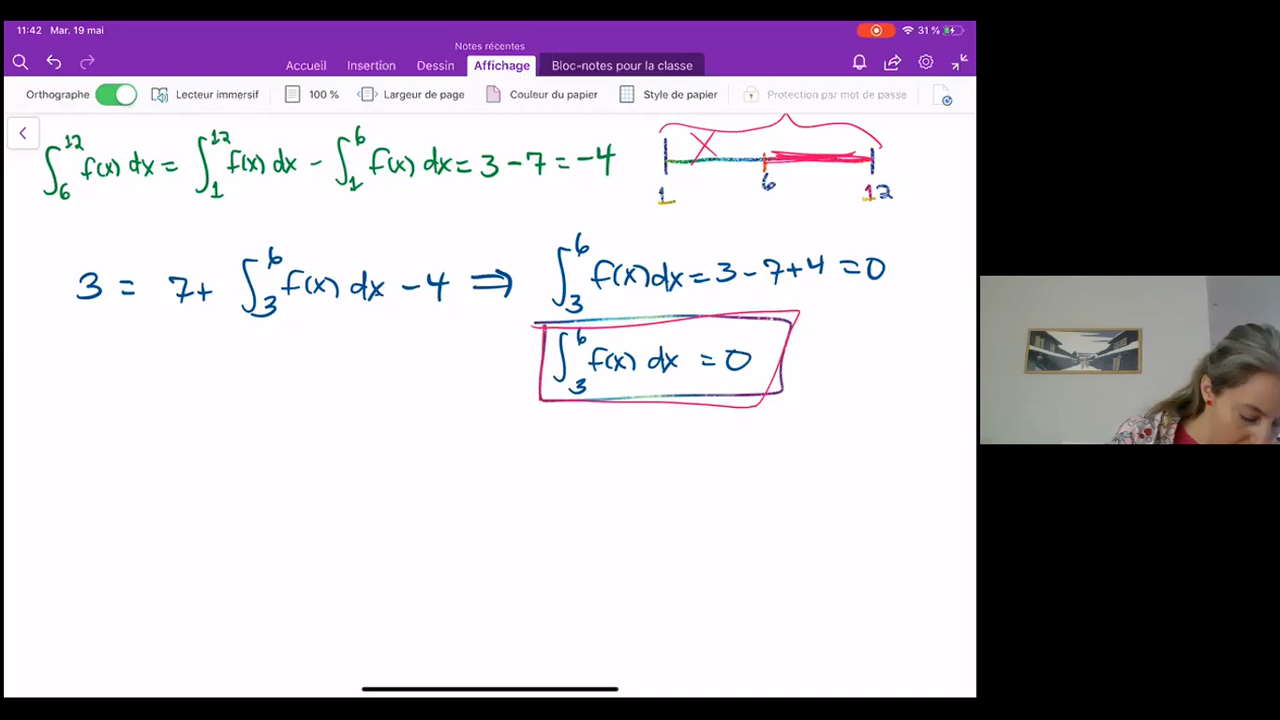 11:42 Mar. 19 mai
31 %
Notes récentes
Accueil Insertion Dessin Affichage Bloc-notes pour la classe
Orthographe Lecteur immersif 100 % Largeur de page Couleur du papier Style de papier Protection par mot de passe
∫₆¹² f(x) dx = ∫₁¹² f(x) dx − ∫₁⁶ f(x) dx = 3 − 7 = −4
1 6 12
3 = 7+ ∫₃⁶ f(x) dx − 4 ⟹ ∫₃⁶ f(x) dx = 3 − 7 + 4 = 0
∫₃⁶ f(x) dx = 0